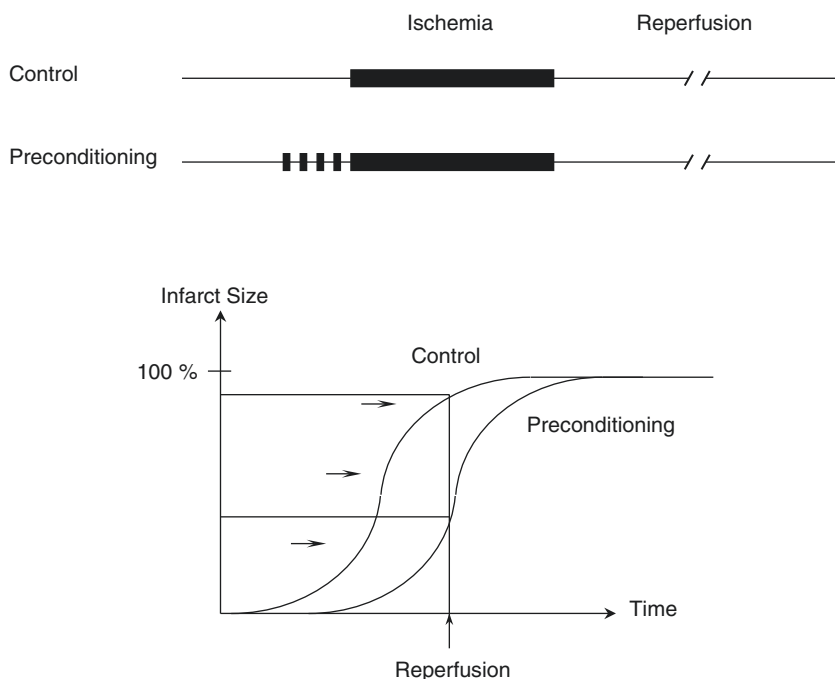 Ischemia Reperfusion
Control
Preconditioning
Infarct Size
Control
100 %
Preconditioning
Time
Reperfusion